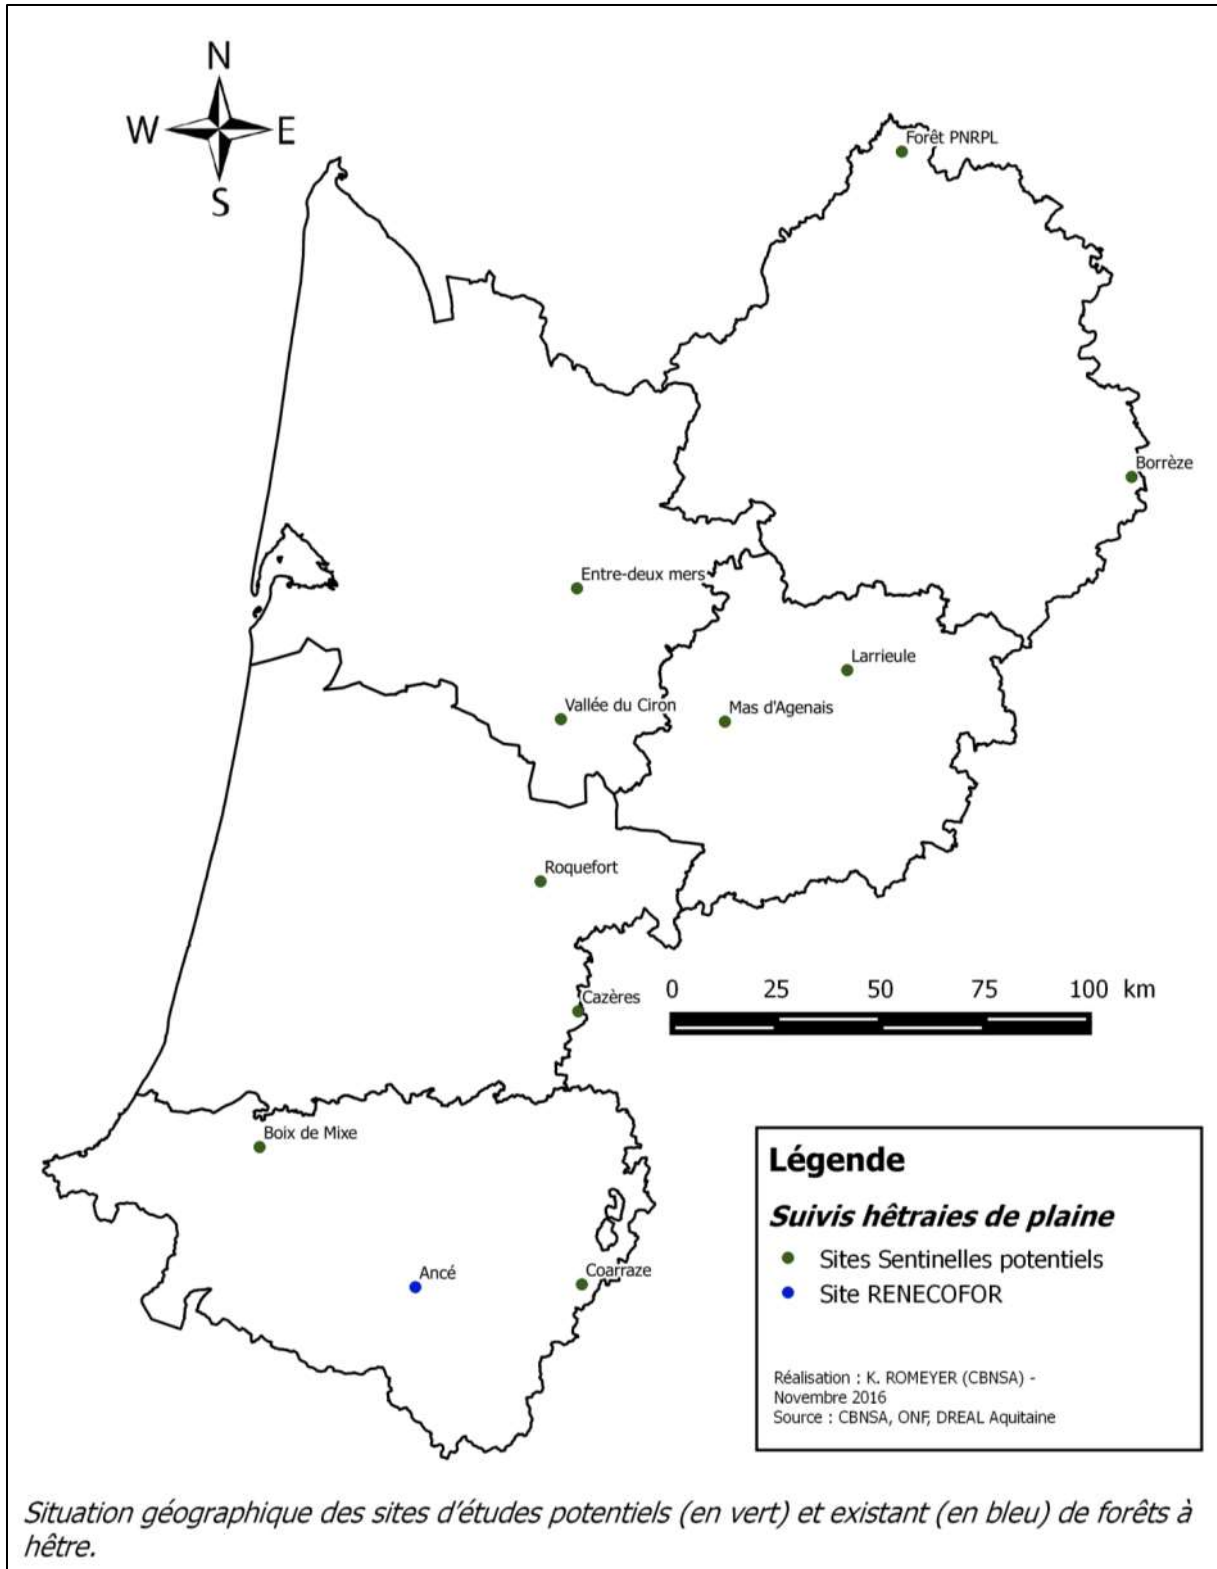 N
W E
S
Forêt PNRPL
Borrèze
Entre-deux mers
Larrieule
Vallée du Ciron
Mas d'Agenais
Roquefort
Cazères
0 25 50 75 100 km
Boix de Mixe
Ancé
Coarraze
Légende
Suivis hêtraies de plaine
Sites Sentinelles potentiels
Site RENECOFOR
Réalisation : K. ROMEYER (CBNSA) -
Novembre 2016
Source : CBNSA, ONF, DREAL Aquitaine
Situation géographique des sites d'études potentiels (en vert) et existant (en bleu) de forêts à
hêtre.